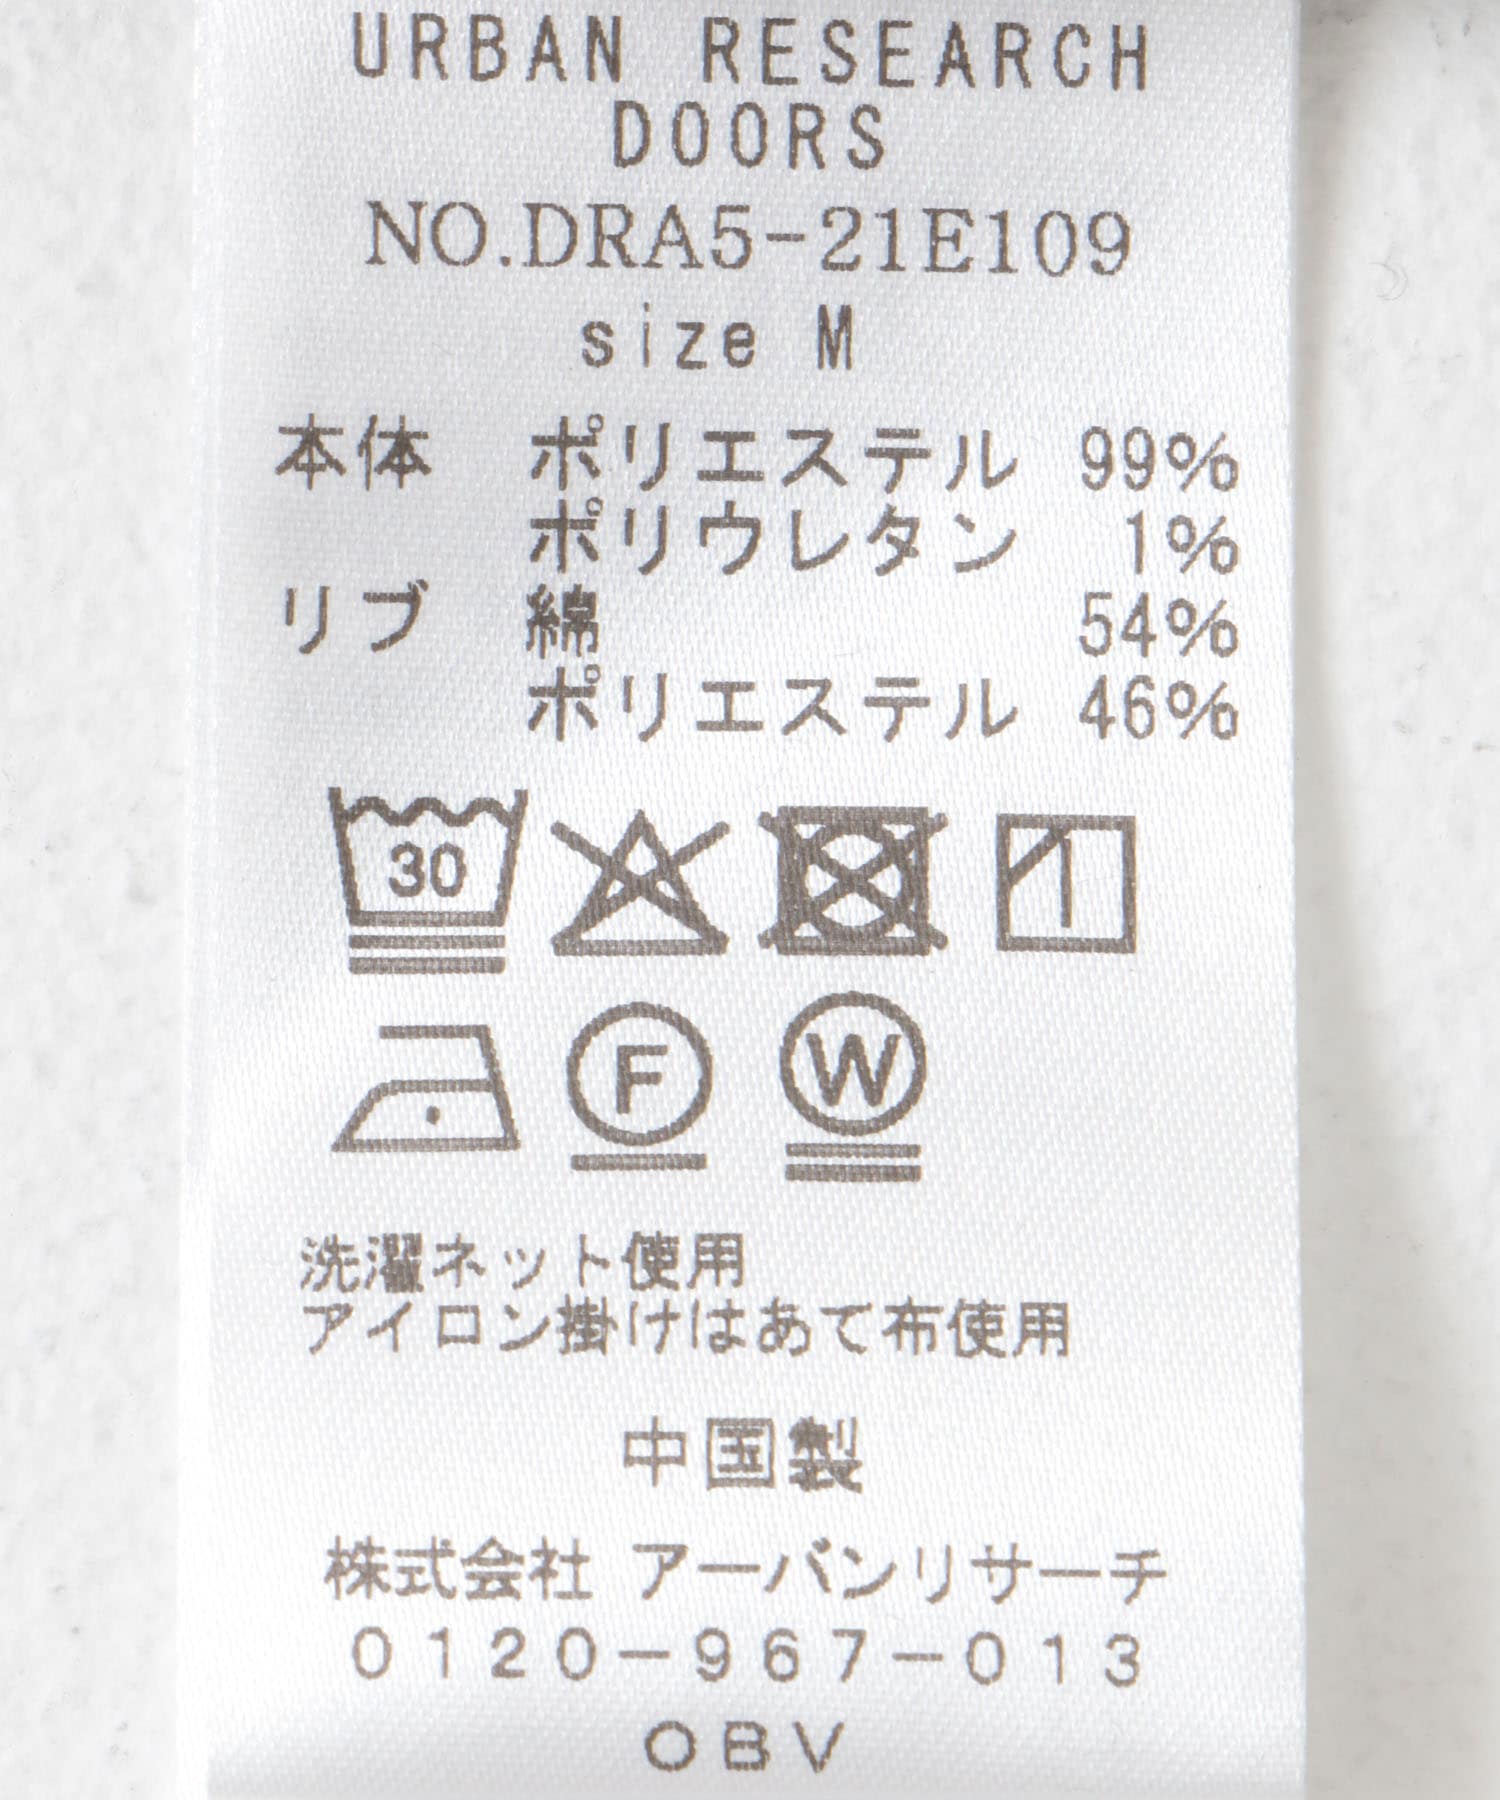 URBAN RESEARCH
DOORS
NO.DRA5-21E109
size M
本体 ポリエステル 99%
ポリウレタン 1%
リブ 綿 54%
ポリエステル 46%
30
F W
洗濯ネット使用
アイロン掛けはあて布使用
中国製
株式会社 アーバンリサーチ
0120-967-013
OBV